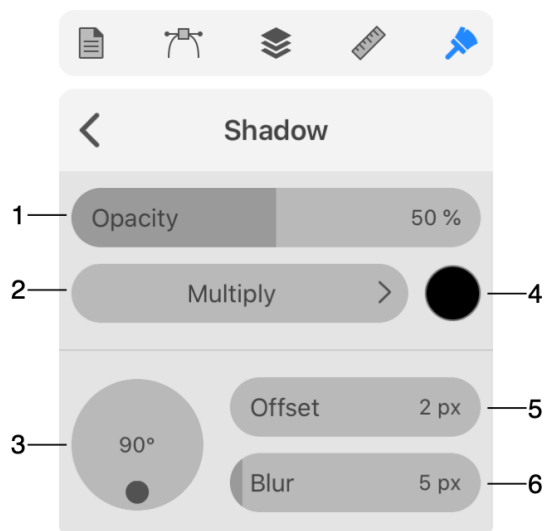 Shadow
1 Opacity 50 %
2 Multiply 4
3 90°
Offset 2 px 5
Blur 5 px 6